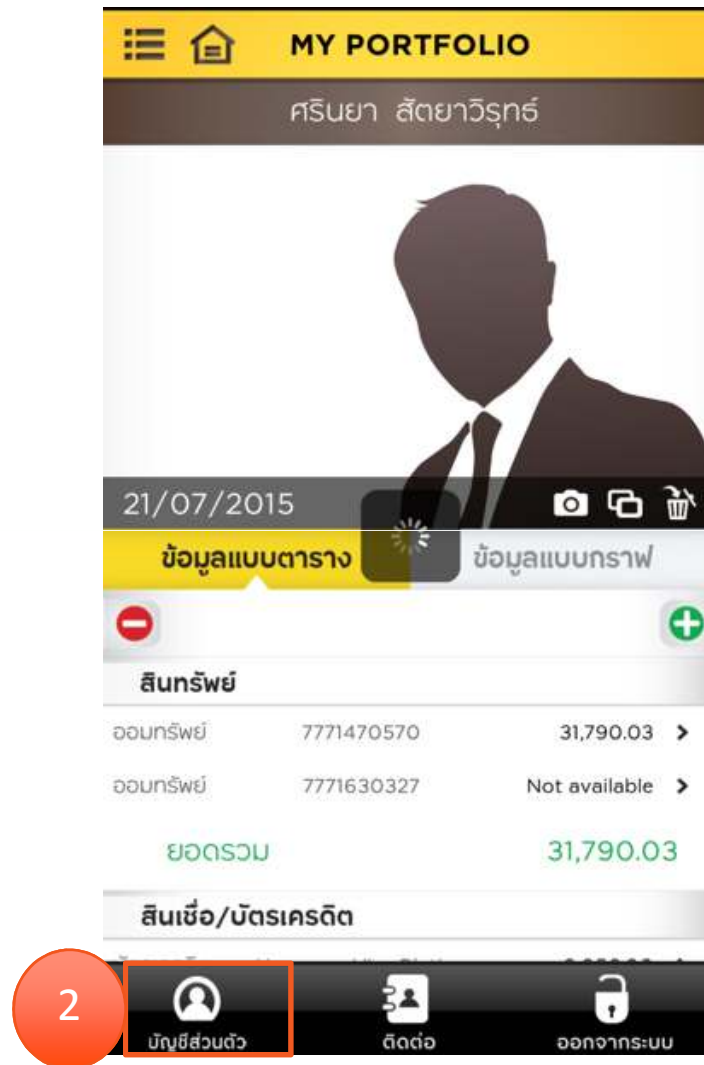 MY PORTFOLIO
ศรินยา สัตยาวิรุทธ์
21/07/2015
ข้อมูลแบบตาราง ข้อมูลแบบกราฟ
สินทรัพย์
ออมทรัพย์ 7771470570 31,790.03
ออมทรัพย์ 7771630327 Not available
ยอดรวม 31,790.03
สินเชื่อ/บัตรเครดิต
2
บัญชีส่วนตัว ติดต่อ ออกจากระบบ